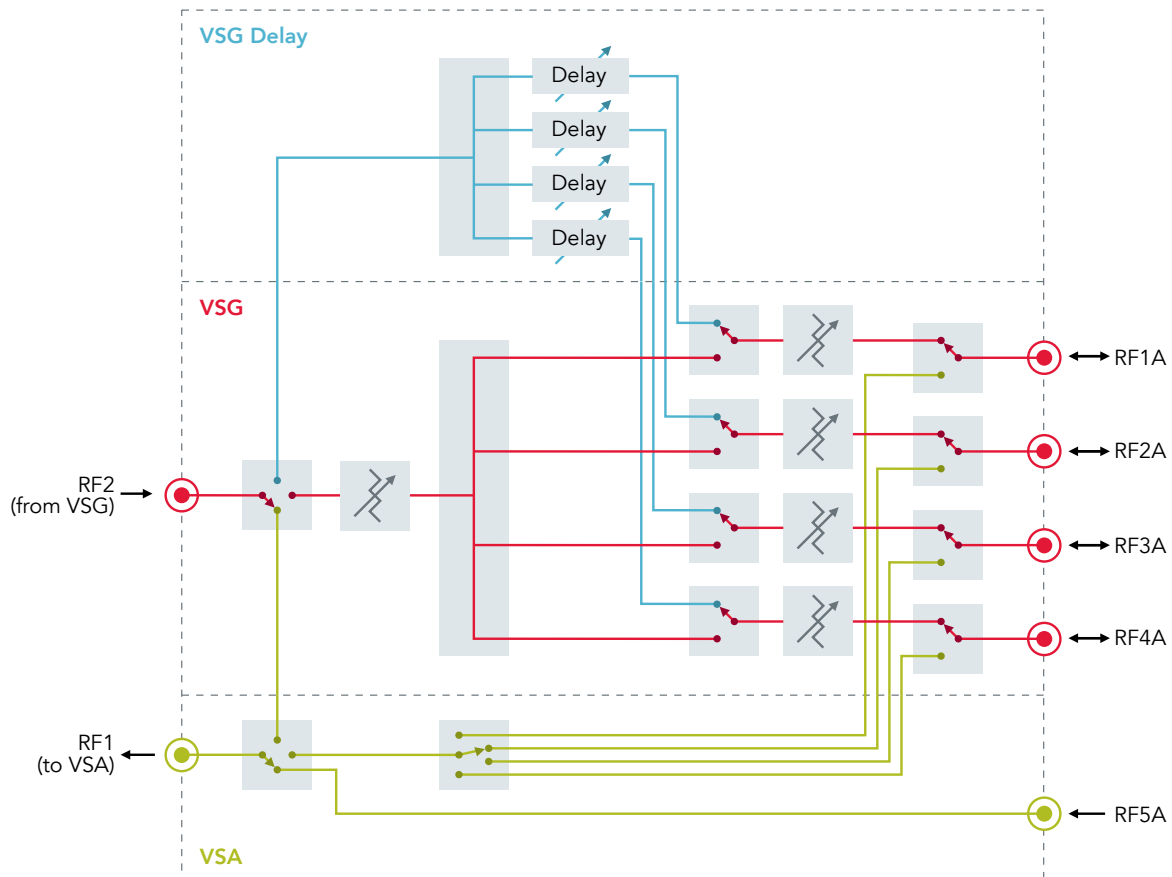 VSG Delay
Delay
Delay
Delay
Delay
VSG
RF1A
RF2A
RF2
(from VSG)
RF3A
RF4A
RF1
(to VSA)
RF5A
VSA